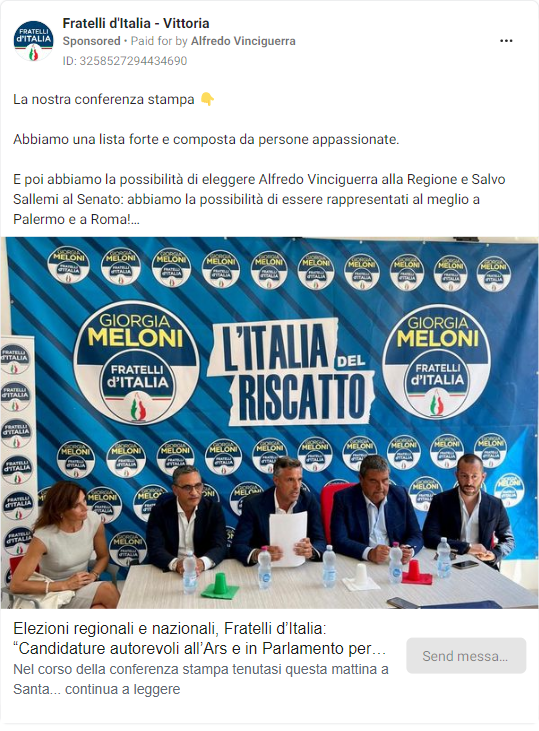 Fratelli d'Italia - Vittoria
Sponsored • Paid for by Alfredo Vinciguerra
ID: 3258527294434690
La nostra conferenza stampa 👇
Abbiamo una lista forte e composta da persone appassionate.
E poi abbiamo la possibilità di eleggere Alfredo Vinciguerra alla Regione e Salvo
Sallemi al Senato: abbiamo la possibilità di essere rappresentati al meglio a
Palermo e a Roma!...
GIORGIA
MELONI
FRATELLI
d'ITALIA
L'ITALIA DEL
RISCATTO
GIORGIA
MELONI
FRATELLI
d'ITALIA
Elezioni regionali e nazionali, Fratelli d’Italia:
“Candidature autorevoli all’Ars e in Parlamento per...
Nel corso della conferenza stampa tenutasi questa mattina a
Santa... continua a leggere
Send messa...